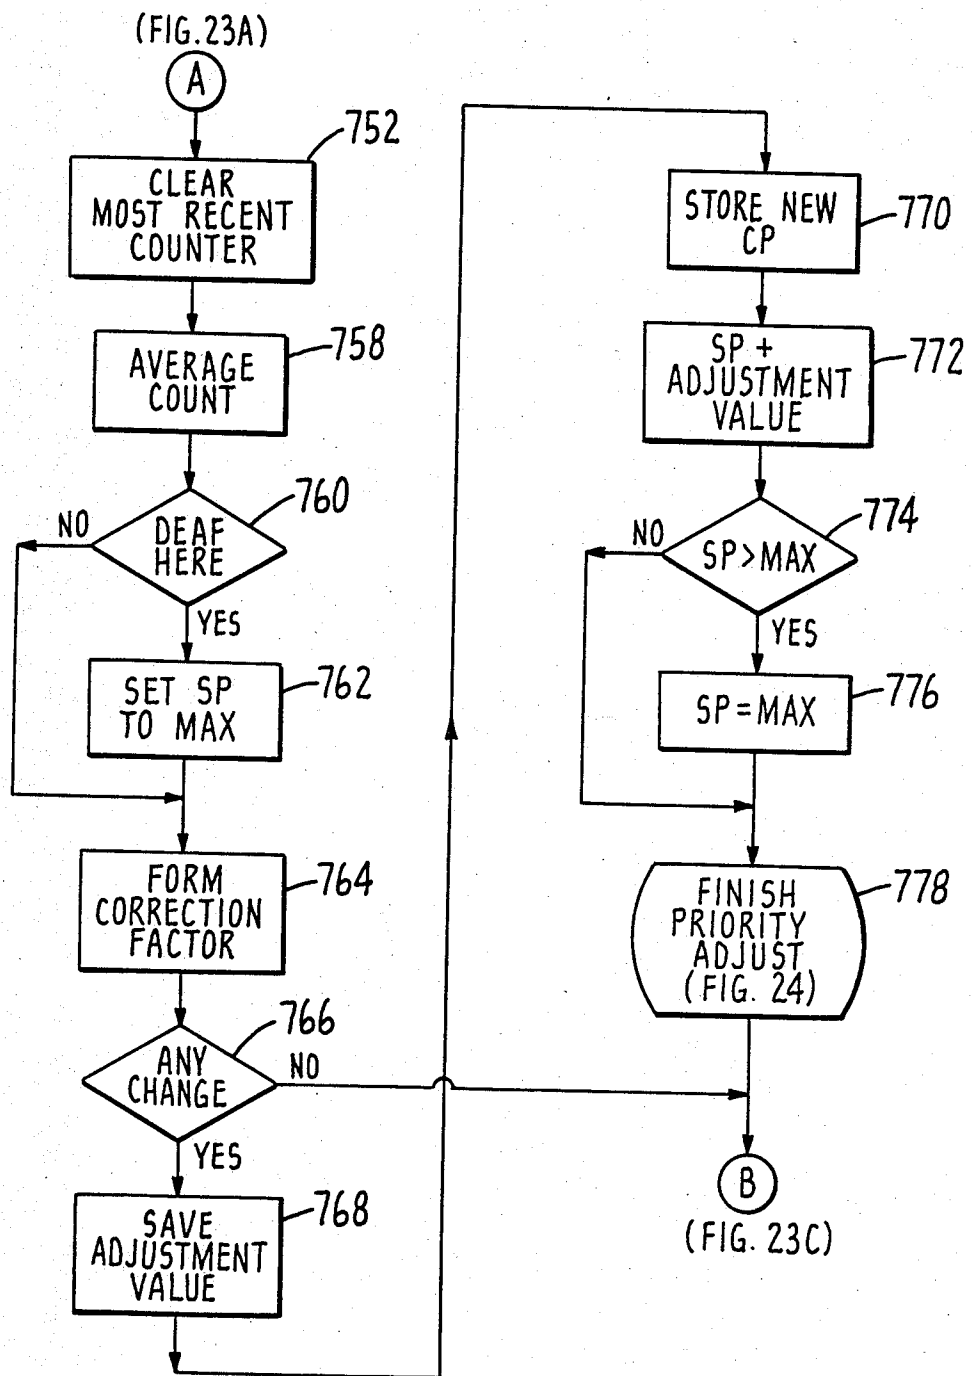 (FIG.23A)
A
752
CLEAR
MOST RECENT
COUNTER
758
AVERAGE
COUNT
760
DEAF
HERE
NO
YES
762
SET SP
TO MAX
764
FORM
CORRECTION
FACTOR
766
ANY
CHANGE
NO
YES
768
SAVE
ADJUSTMENT
VALUE
770
STORE NEW
CP
772
SP +
ADJUSTMENT
VALUE
774
NO
SP>MAX
YES
776
SP=MAX
778
FINISH
PRIORITY
ADJUST
(FIG. 24)
B
(FIG. 23C)